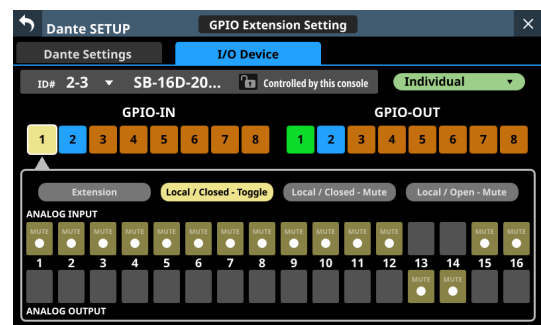 Dante SETUP
GPIO Extension Setting
Dante Settings
I/O Device
ID# 2-3 SB-16D-20... Controlled by this console Individual
GPIO-IN
GPIO-OUT
1 2 3 4 5 6 7 8 1 2 3 4 5 6 7 8
Extension
Local / Closed - Toggle
Local / Closed - Mute
Local / Open - Mute
ANALOG INPUT
MUTE MUTE MUTE MUTE MUTE MUTE MUTE MUTE MUTE MUTE MUTE MUTE MUTE MUTE
1 2 3 4 5 6 7 8 9 10 11 12 13 14 15 16
MUTE MUTE
ANALOG OUTPUT